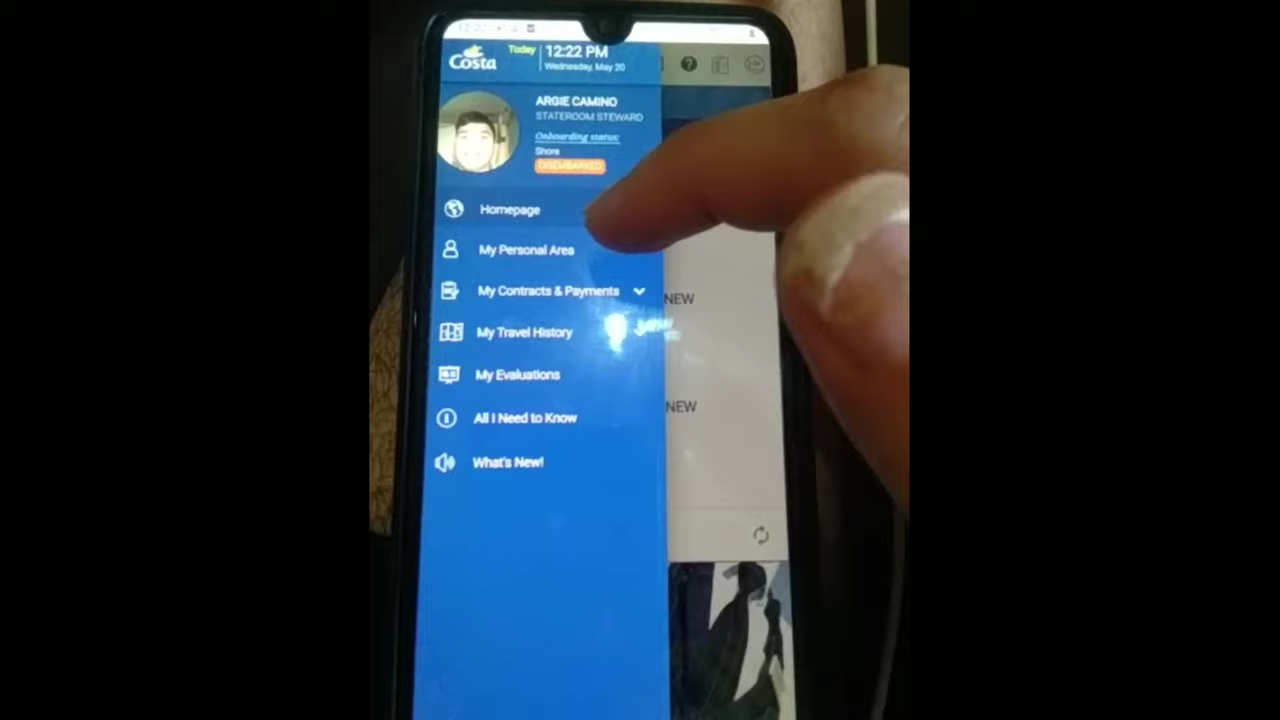 Costa
Today
12:22 PM
Wednesday, May 20
ARGIE CAMINO
STATEROOM STEWARD
Onboarding status:
Shore
DISEMBARKED
Homepage
My Personal Area
My Contracts & Payments
NEW
My Travel History
My Evaluations
NEW
All I Need to Know
What's New!